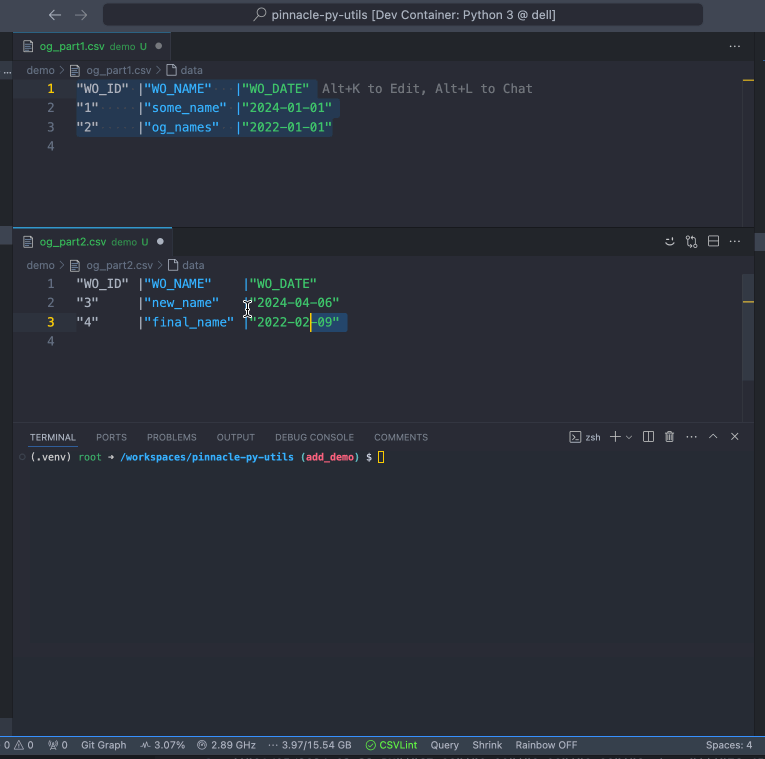 pinnacle-py-utils [Dev Container: Python 3 @ dell]
og_part1.csv demo U
demo > og_part1.csv > data
1 "WO_ID" |"WO_NAME" |"WO_DATE" Alt+K to Edit, Alt+L to Chat
2 "1" |"some_name" |"2024-01-01"
3 "2" |"og_names" |"2022-01-01"
4
og_part2.csv demo U
demo > og_part2.csv > data
1 "WO_ID" |"WO_NAME" |"WO_DATE"
2 "3" |"new_name" |"2024-04-06"
3 "4" |"final_name" |"2022-02-09"
4
TERMINAL PORTS PROBLEMS OUTPUT DEBUG CONSOLE COMMENTS zsh
(.venv) root ➜ /workspaces/pinnacle-py-utils (add_demo) $
0 0 0 Git Graph 3.07% 2.89 GHz 3.97/15.54 GB CSVLint Query Shrink Rainbow OFF Spaces: 4